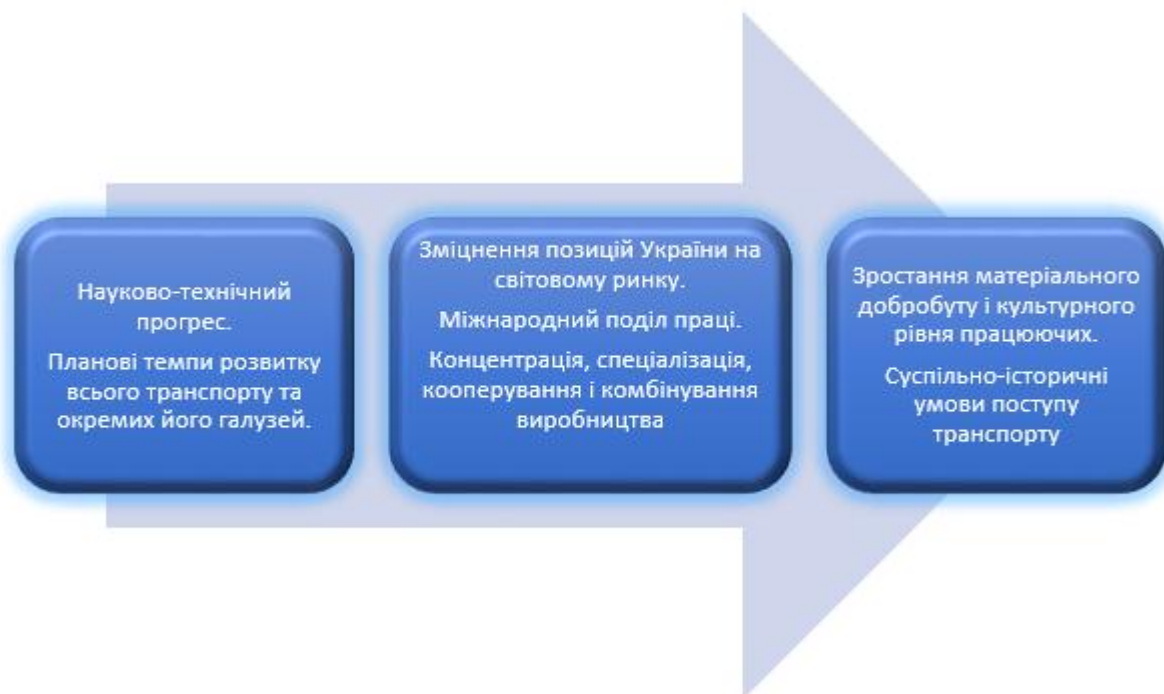 Науково-технічний
прогрес.
Планові темпи розвитку
всього транспорту та
окремих його галузей.
Зміцнення позицій України на
світовому ринку.
Міжнародний поділ праці.
Концентрація, спеціалізація,
кооперування і комбінування
виробництва
Зростання матеріального
добробуту і культурного
рівня працюючих.
Суспільно-історичні
умови поступу
транспорту